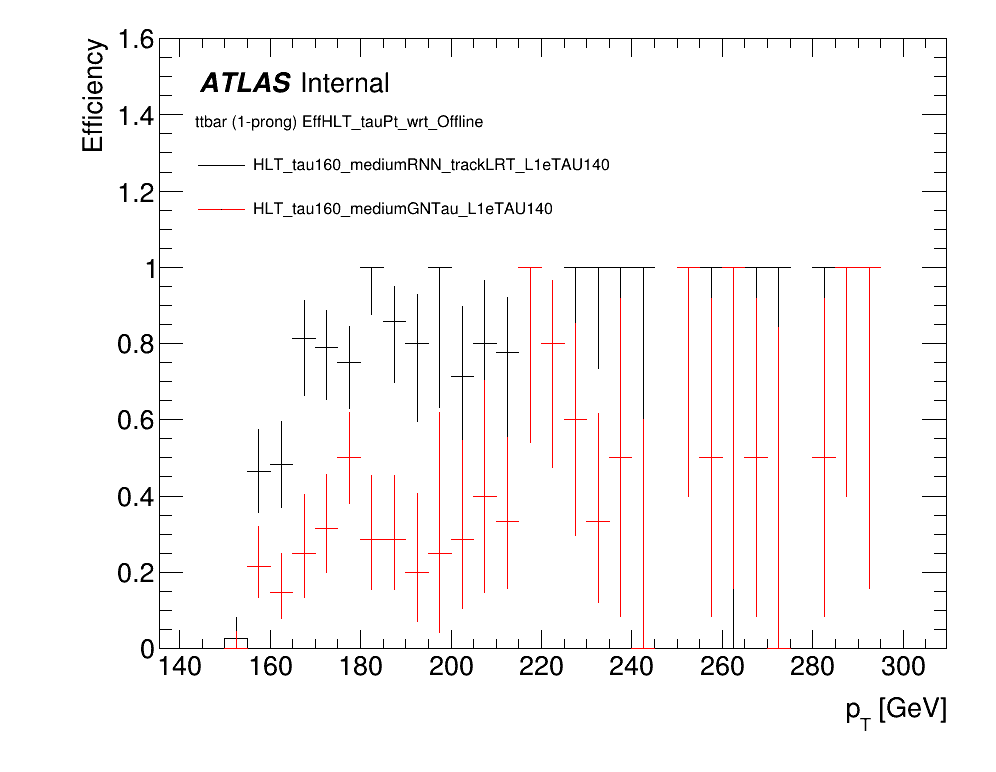 1.6
1.4
1.2
1
0.8
0.6
0.4
0.2
0
Efficiency
ATLAS Internal
ttbar (1-prong) EffHLT_tauPt_wrt_Offline
HLT_tau160_mediumRNN_trackLRT_L1eTAU140
HLT_tau160_mediumGNTau_L1eTAU140
140 160 180 200 220 240 260 280 300
p_T [GeV]